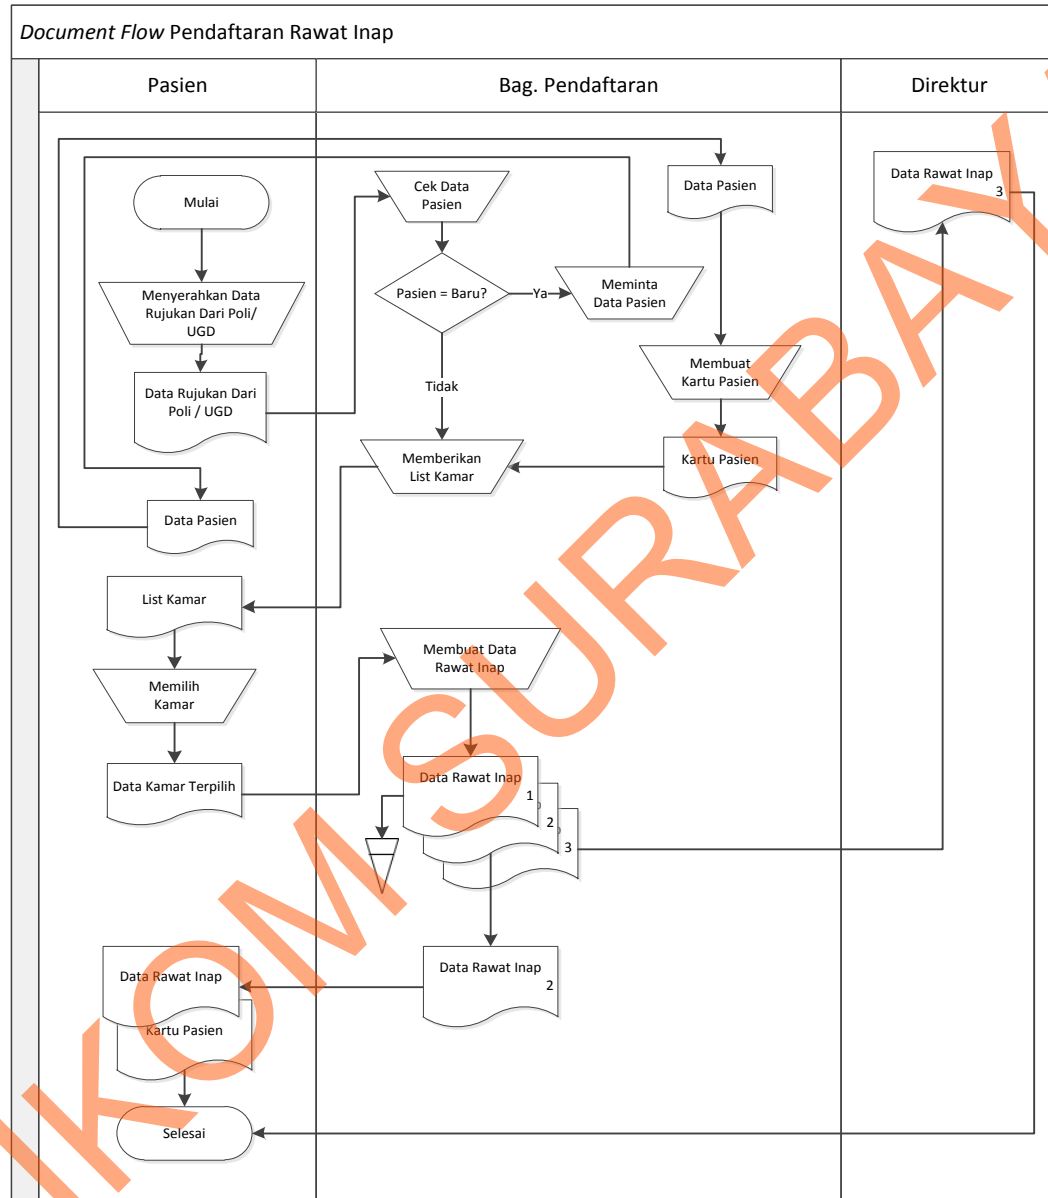 Document Flow Pendaftaran Rawat Inap
Pasien
Bag. Pendaftaran
Direktur
Mulai
Menyerahkan Data
Rujukan Dari Poli/
UGD
Data Rujukan Dari
Poli / UGD
Data Pasien
List Kamar
Memilih
Kamar
Data Kamar Terpilih
Data Rawat Inap
Kartu Pasien
Selesai
Cek Data
Pasien
Pasien = Baru?
Ya
Tidak
Meminta
Data Pasien
Data Pasien
Membuat
Kartu Pasien
Kartu Pasien
Memberikan
List Kamar
Membuat Data
Rawat Inap
Data Rawat Inap
1
2
3
Data Rawat Inap
2
Data Rawat Inap
3
IKOM SURABAY